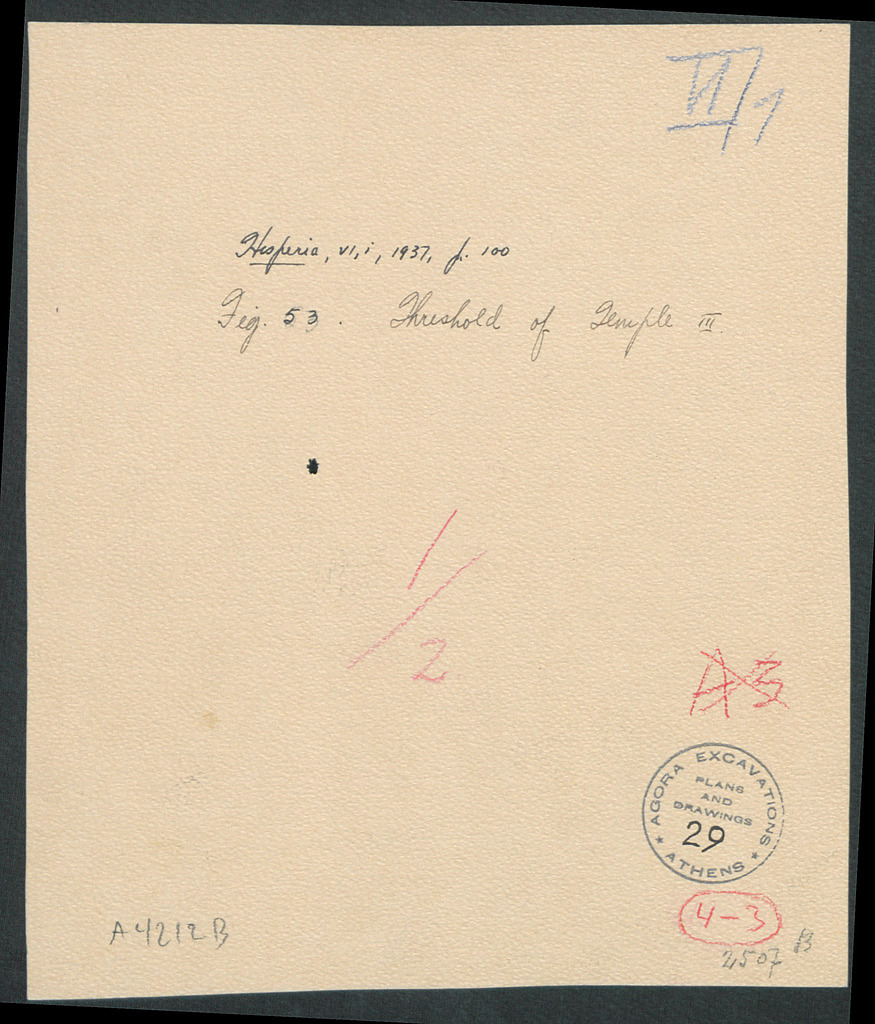 VI/1
Hesperia, VI, i, 1937, p. 100
Fig. 53. Threshold of Temple III.
1/2
AGORA EXCAVATIONS
PLANS
AND
DRAWINGS
29
* ATHENS *
4-3
A4212B
2507 B